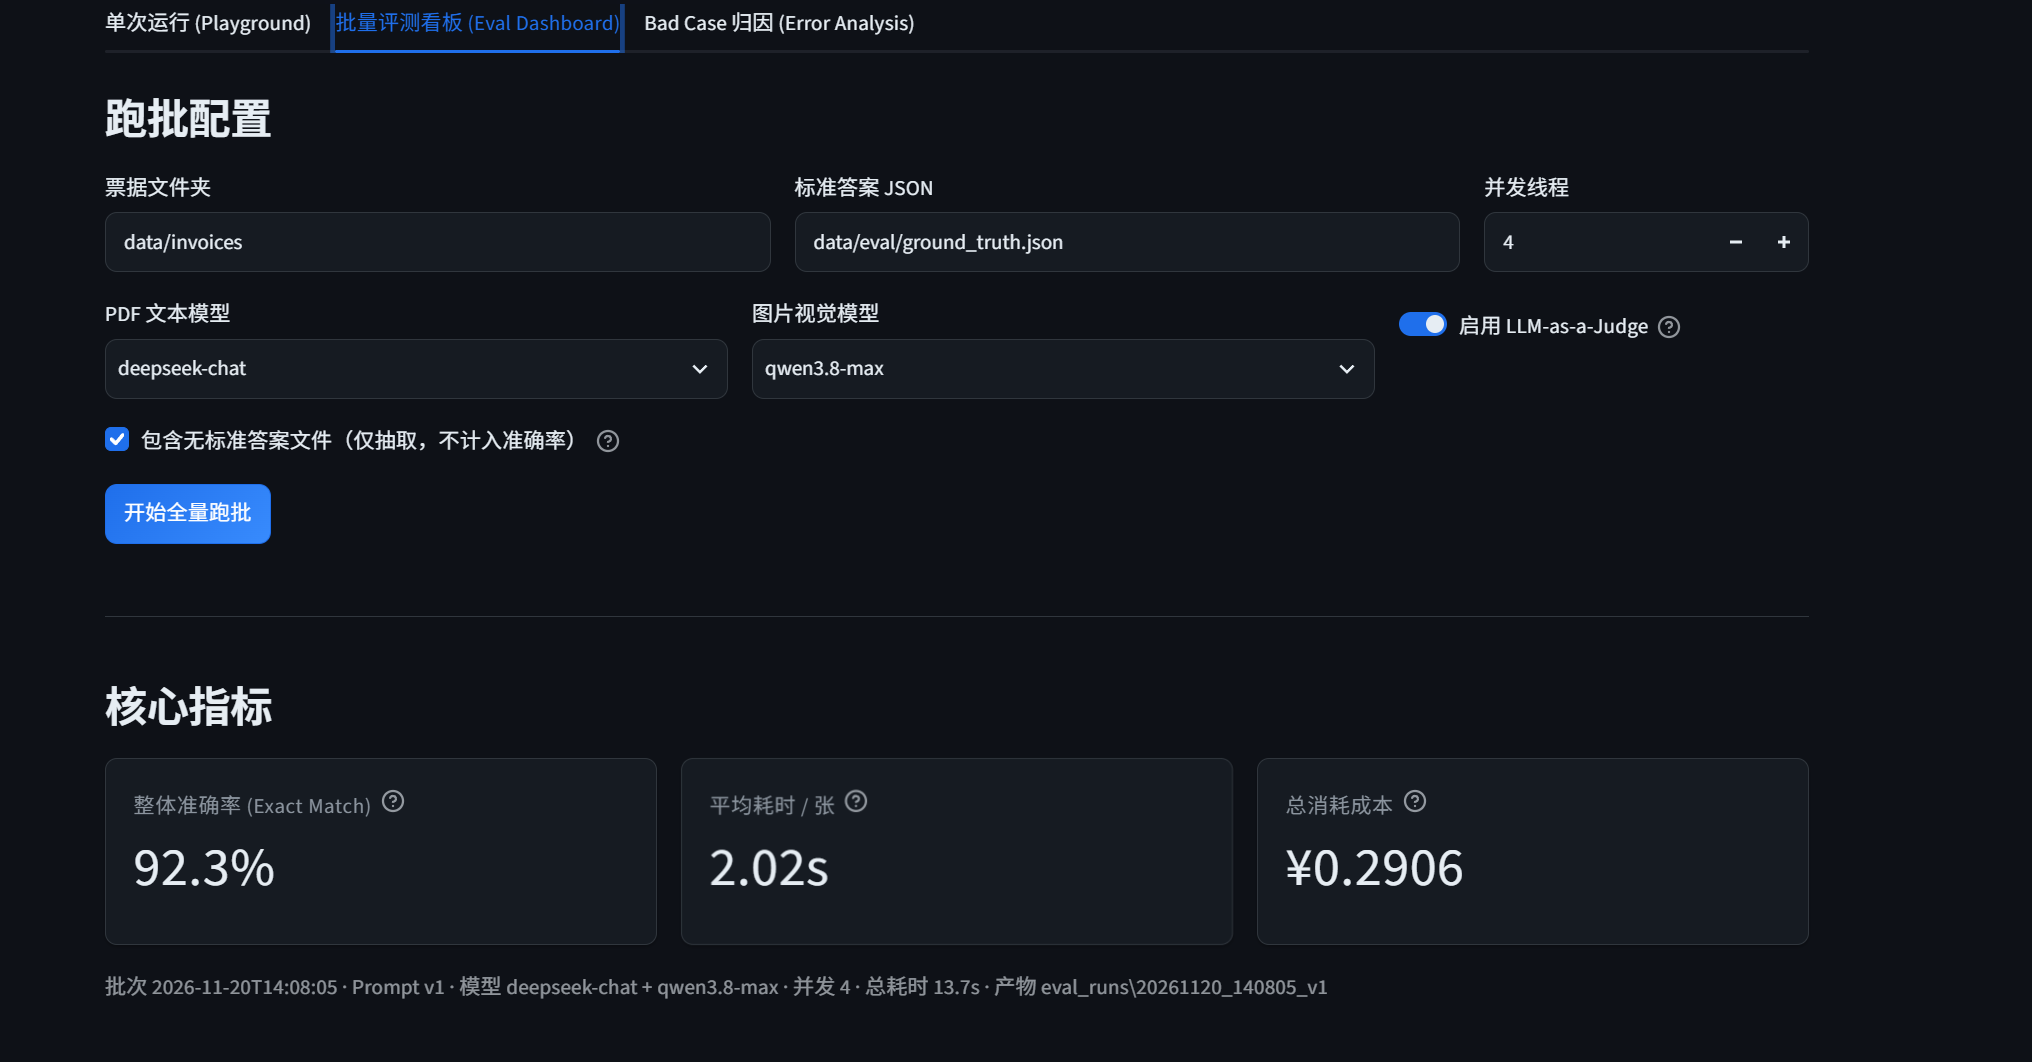 单次运行 (Playground) 批量评测看板 (Eval Dashboard) Bad Case 归因 (Error Analysis)
跑批配置
票据文件夹 标准答案 JSON 并发线程
data/invoices data/eval/ground_truth.json 4
PDF 文本模型 图片视觉模型 启用 LLM-as-a-Judge
deepseek-chat qwen3.8-max
包含无标准答案文件（仅抽取，不计入准确率）
开始全量跑批
核心指标
整体准确率 (Exact Match) 平均耗时 / 张 总消耗成本
92.3% 2.02s ¥0.2906
批次 2026-11-20T14:08:05 · Prompt v1 · 模型 deepseek-chat + qwen3.8-max · 并发 4 · 总耗时 13.7s · 产物 eval_runs\20261120_140805_v1